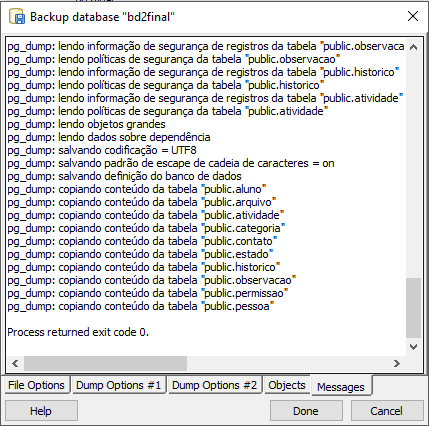 Backup database "bd2final"
pg_dump: lendo informação de segurança de registros da tabela "public.observaca
pg_dump: lendo políticas de segurança da tabela "public.observacao"
pg_dump: lendo informação de segurança de registros da tabela "public.historico"
pg_dump: lendo políticas de segurança da tabela "public.historico"
pg_dump: lendo informação de segurança de registros da tabela "public.atividade"
pg_dump: lendo políticas de segurança da tabela "public.atividade"
pg_dump: lendo objetos grandes
pg_dump: lendo dados sobre dependência
pg_dump: salvando codificação = UTF8
pg_dump: salvando padrão de escape de cadeia de caracteres = on
pg_dump: salvando definição do banco de dados
pg_dump: copiando conteúdo da tabela "public.aluno"
pg_dump: copiando conteúdo da tabela "public.arquivo"
pg_dump: copiando conteúdo da tabela "public.atividade"
pg_dump: copiando conteúdo da tabela "public.categoria"
pg_dump: copiando conteúdo da tabela "public.contato"
pg_dump: copiando conteúdo da tabela "public.estado"
pg_dump: copiando conteúdo da tabela "public.historico"
pg_dump: copiando conteúdo da tabela "public.observacao"
pg_dump: copiando conteúdo da tabela "public.permissao"
pg_dump: copiando conteúdo da tabela "public.pessoa"
Process returned exit code 0.
File Options Dump Options #1 Dump Options #2 Objects Messages
Help Done Cancel